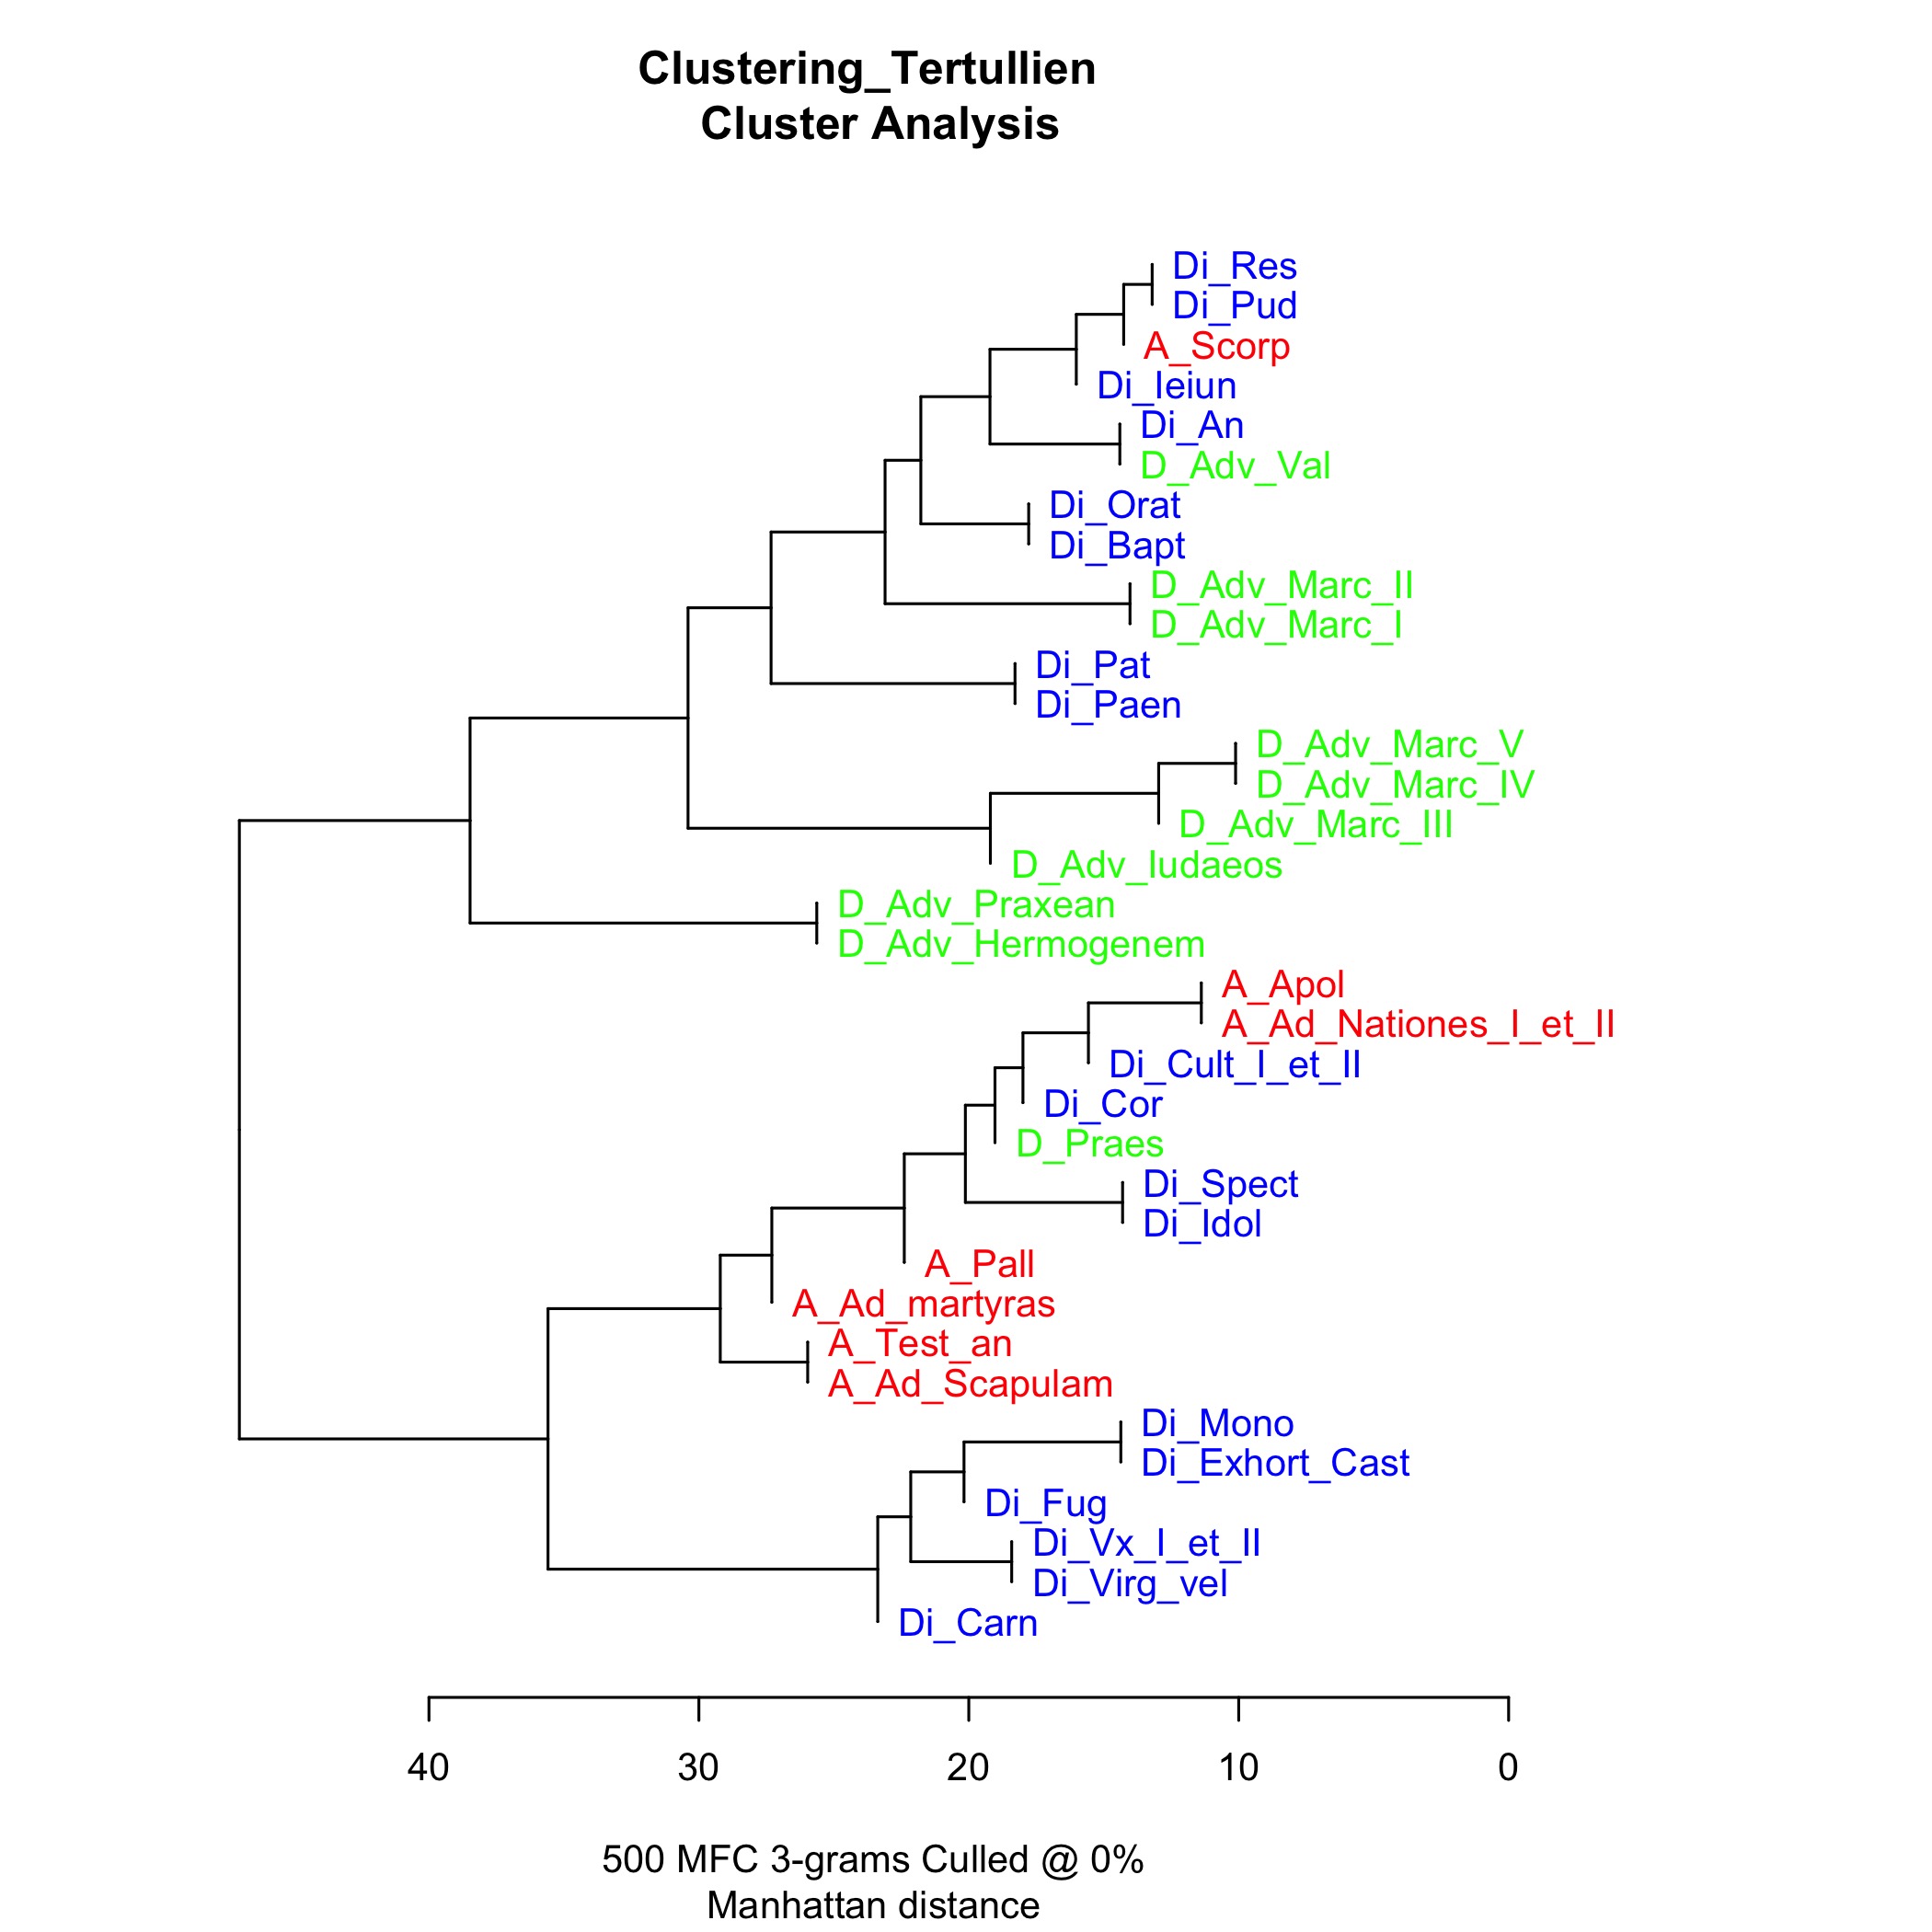 Clustering_Tertullien
Cluster Analysis
Di_Res
Di_Pud
A_Scorp
Di_Ieiun
Di_An
D_Adv_Val
Di_Orat
Di_Bapt
D_Adv_Marc_II
D_Adv_Marc_I
Di_Pat
Di_Paen
D_Adv_Marc_V
D_Adv_Marc_IV
D_Adv_Marc_III
D_Adv_Iudaeos
D_Adv_Praxean
D_Adv_Hermogenem
A_Apol
A_Ad_Nationes_I_et_II
Di_Cult_I_et_II
Di_Cor
D_Praes
Di_Spect
Di_Idol
A_Pall
A_Ad_martyras
A_Test_an
A_Ad_Scapulam
Di_Mono
Di_Exhort_Cast
Di_Fug
Di_Vx_I_et_II
Di_Virg_vel
Di_Carn
40 30 20 10 0
500 MFC 3-grams Culled @ 0%
Manhattan distance